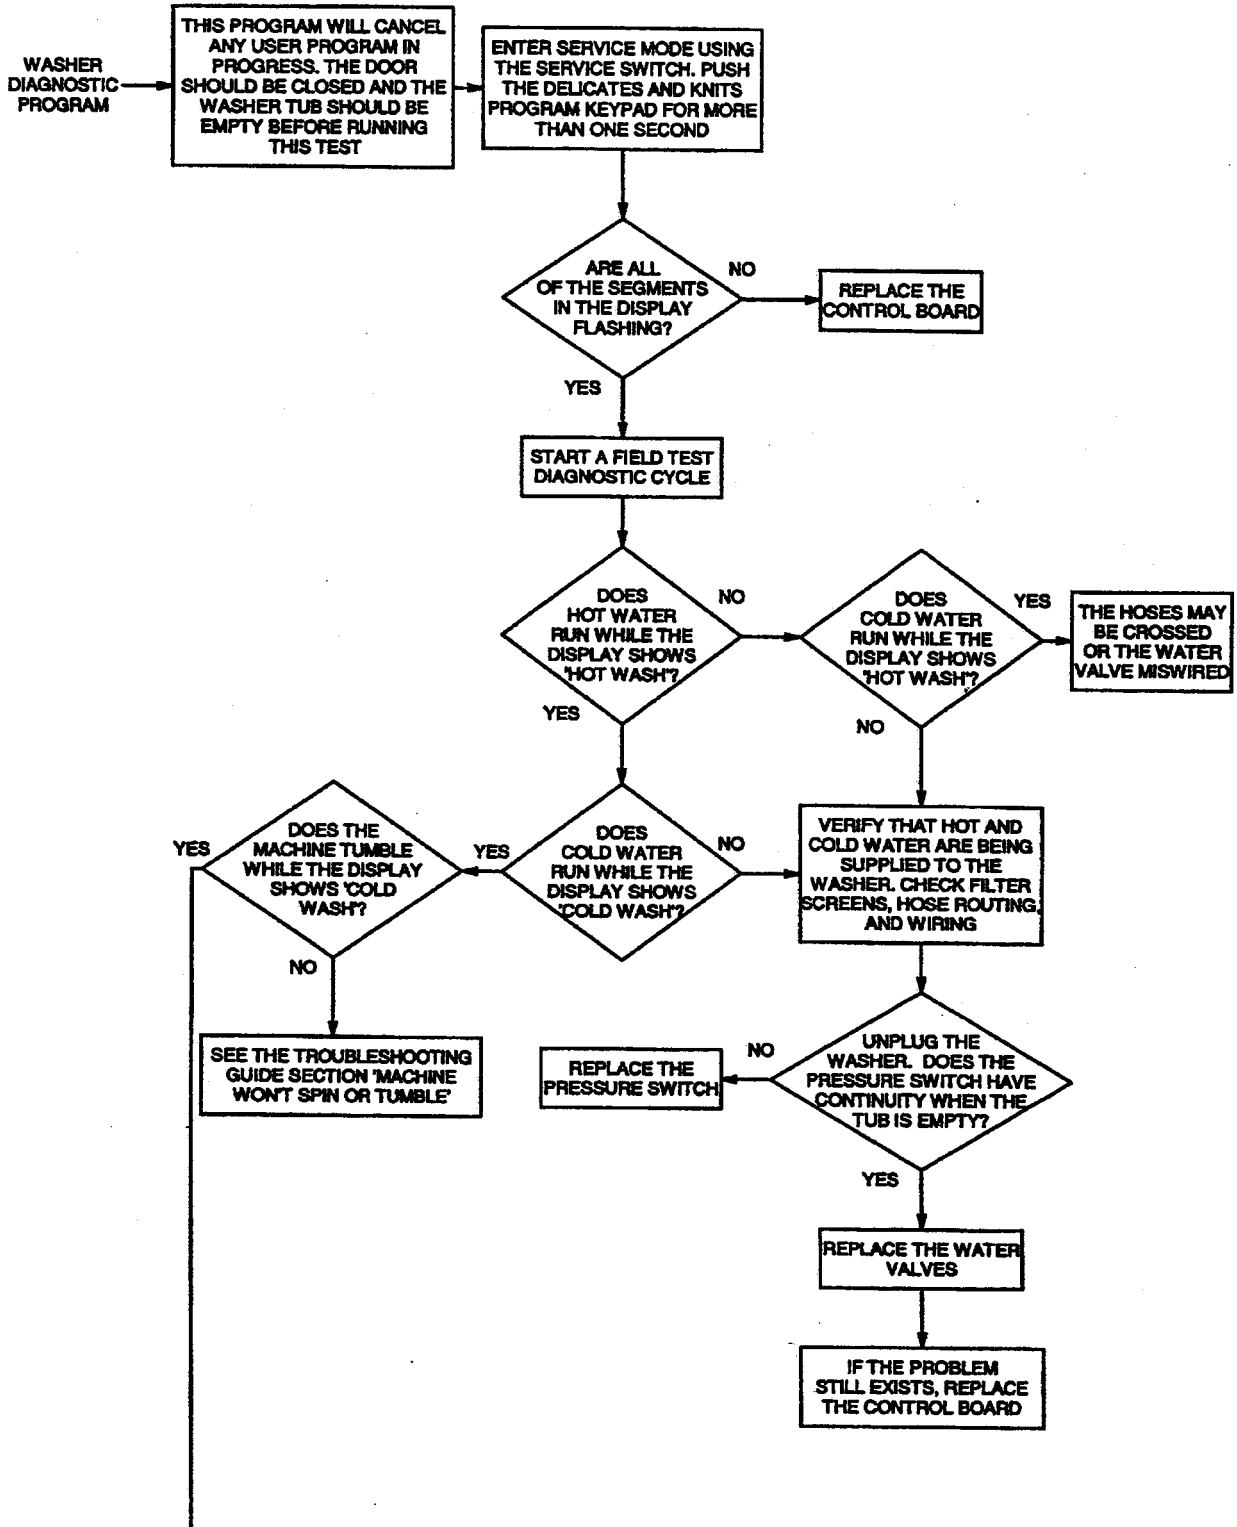 WASHER
DIAGNOSTIC
PROGRAM
THIS PROGRAM WILL CANCEL
ANY USER PROGRAM IN
PROGRESS. THE DOOR
SHOULD BE CLOSED AND THE
WASHER TUB SHOULD BE
EMPTY BEFORE RUNNING
THIS TEST
ENTER SERVICE MODE USING
THE SERVICE SWITCH. PUSH
THE DELICATES AND KNITS
PROGRAM KEYPAD FOR MORE
THAN ONE SECOND
ARE ALL
OF THE SEGMENTS
IN THE DISPLAY
FLASHING?
NO
REPLACE THE
CONTROL BOARD
YES
START A FIELD TEST
DIAGNOSTIC CYCLE
DOES
HOT WATER
RUN WHILE THE
DISPLAY SHOWS
'HOT WASH'?
NO
DOES
COLD WATER
RUN WHILE THE
DISPLAY SHOWS
'HOT WASH'?
YES
THE HOSES MAY
BE CROSSED
OR THE WATER
VALVE MISWIRED
YES
NO
YES
DOES THE
MACHINE TUMBLE
WHILE THE DISPLAY
SHOWS 'COLD
WASH'?
YES
DOES
COLD WATER
RUN WHILE THE
DISPLAY SHOWS
'COLD WASH'?
NO
VERIFY THAT HOT AND
COLD WATER ARE BEING
SUPPLIED TO THE
WASHER. CHECK FILTER
SCREENS, HOSE ROUTING,
AND WIRING
NO
SEE THE TROUBLESHOOTING
GUIDE SECTION 'MACHINE
WON'T SPIN OR TUMBLE'
REPLACE THE
PRESSURE SWITCH
NO
UNPLUG THE
WASHER. DOES THE
PRESSURE SWITCH HAVE
CONTINUITY WHEN THE
TUB IS EMPTY?
YES
REPLACE THE WATER
VALVES
IF THE PROBLEM
STILL EXISTS, REPLACE
THE CONTROL BOARD